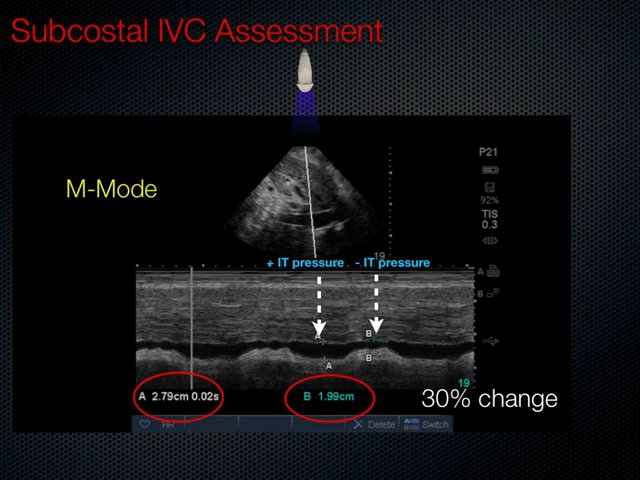 Subcostal IVC Assessment
M-Mode
P21
92%
TIS
0.3
19
+ IT pressure - IT pressure
A
B
A
B
A
B
19
A 2.79cm 0.02s
B 1.99cm
30% change
HR
Delete
Switch